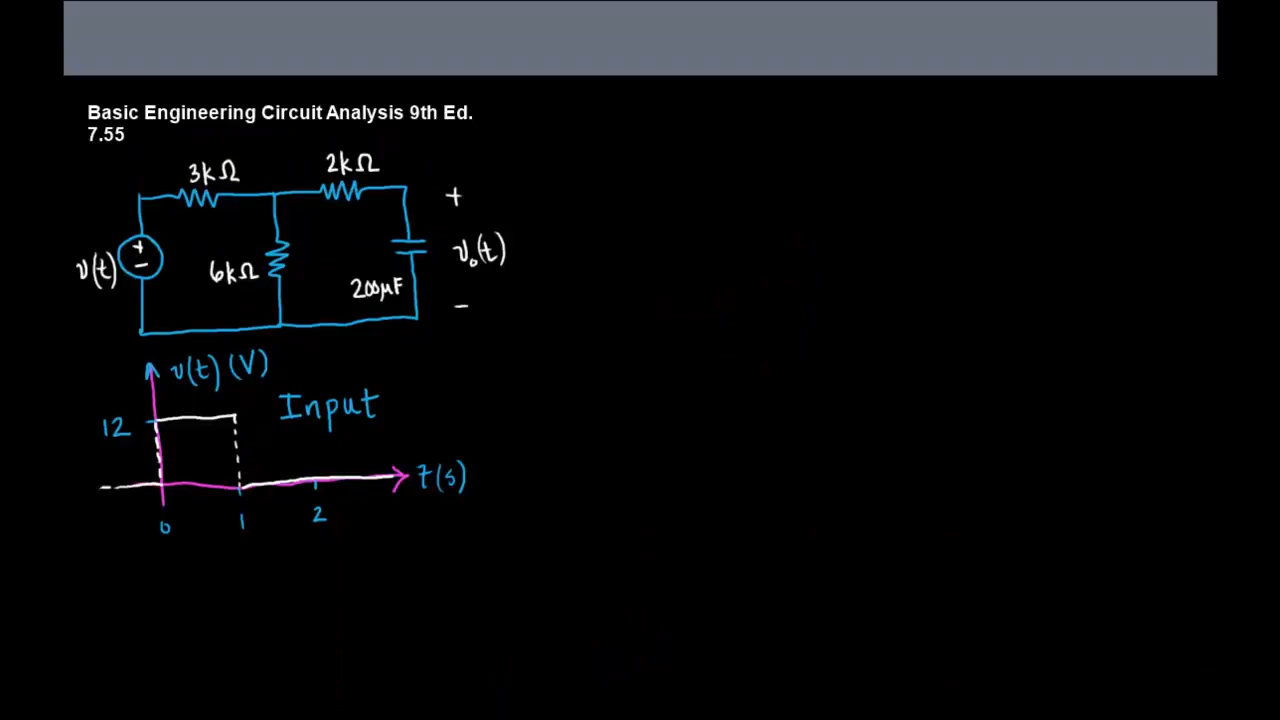 Basic Engineering Circuit Analysis 9th Ed.
7.55
3kΩ
2kΩ
+
v(t)
+
−
6kΩ
200μF
v₀(t)
−
v(t) (V)
12
Input
t(s)
0
1
2